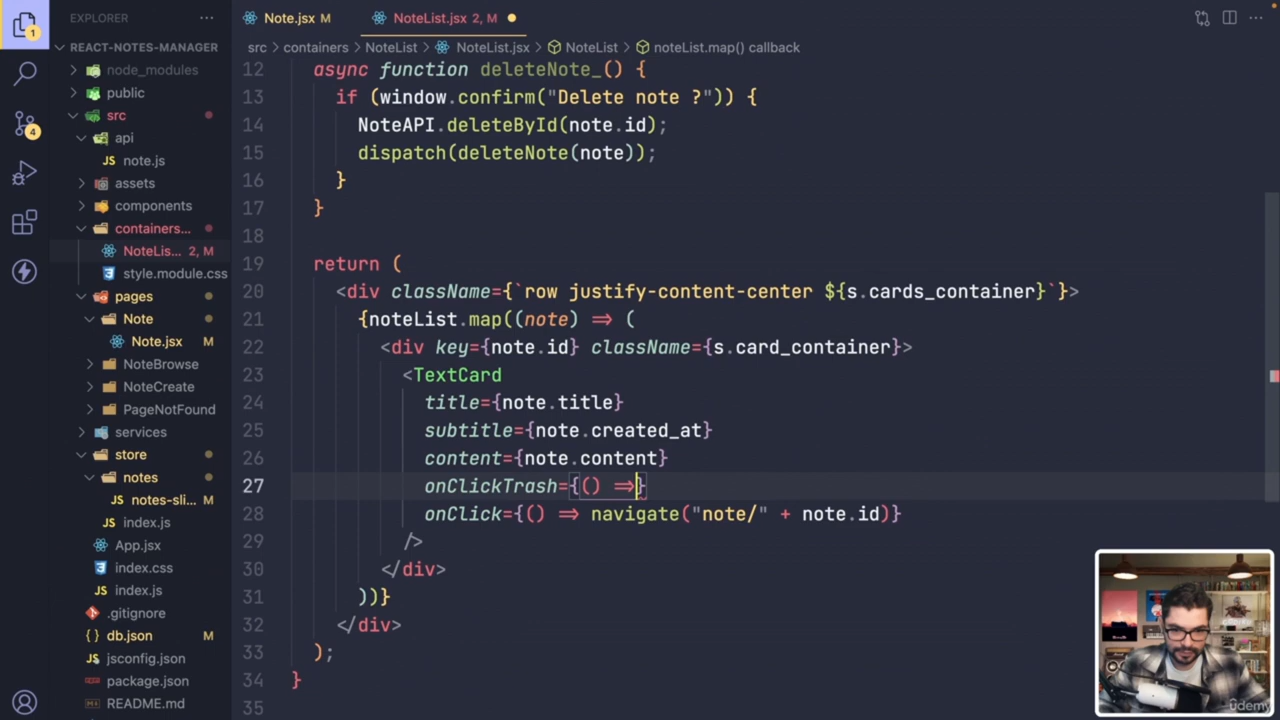 1
EXPLORER
Note.jsx M
NoteList.jsx 2, M
REACT-NOTES-MANAGER
src > containers > NoteList > NoteList.jsx > NoteList > noteList.map() callback
node_modules
public
src
api
note.js
assets
components
containers...
NoteLis... 2, M
style.module.css
pages
Note
Note.jsx M
NoteBrowse
NoteCreate
PageNotFound
services
store
notes
notes-sli...
index.js
App.jsx
index.css
index.js
.gitignore
db.json M
jsconfig.json
package.json
README.md
4
12 async function deleteNote_() {
13 if (window.confirm("Delete note ?")) {
14 NoteAPI.deleteById(note.id);
15 dispatch(deleteNote(note));
16 }
17 }
18
19 return (
20 <div className={`row justify-content-center ${s.cards_container}`}>
21 {noteList.map((note) => (
22 <div key={note.id} className={s.card_container}>
23 <TextCard
24 title={note.title}
25 subtitle={note.created_at}
26 content={note.content}
27 onClickTrash={() =>}
28 onClick={() => navigate("note/" + note.id)}
29 />
30 </div>
31 ))}
32 </div>
33 );
34 }
35
udemy